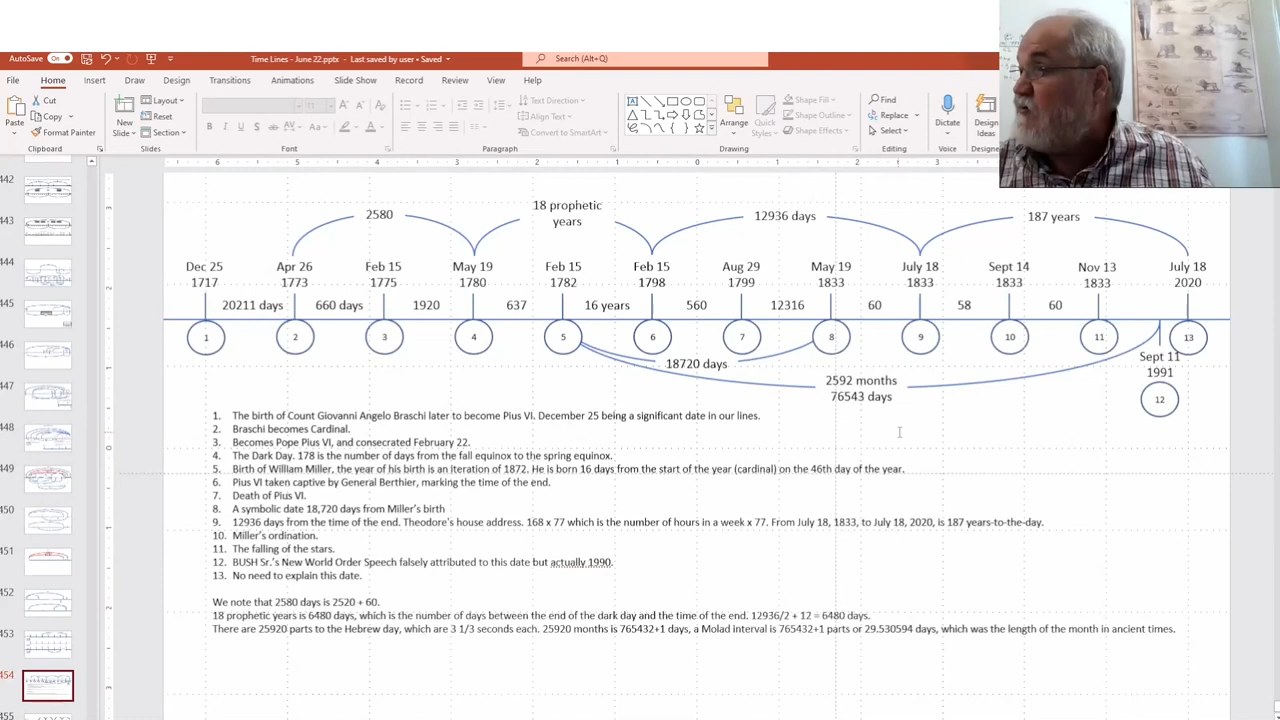 AutoSave On
Time Lines - June 22.pptx - Last saved by user • Saved
Search (Alt+Q)
File Home Insert Draw Design Transitions Animations Slide Show Record Review View Help
Paste Cut Copy Format Painter
New Slide Layout Reset Section
Text Direction Align Text Convert to SmartArt
Arrange Quick Styles Shape Fill Shape Outline Shape Effects
Find Replace Select
Dictate
Design Ideas
Clipboard Slides Font Paragraph Drawing Editing Voice Designer
442
443
444
445
446
447
448
449
450
451
452
453
454
455
2580
18 prophetic years
12936 days
187 years
Dec 25 1717
Apr 26 1773
Feb 15 1775
May 19 1780
Feb 15 1782
Feb 15 1798
Aug 29 1799
May 19 1833
July 18 1833
Sept 14 1833
Nov 13 1833
July 18 2020
20211 days 660 days 1920 637 16 years 560 12316 60 58 60
1 2 3 4 5 6 7 8 9 10 11 13
18720 days
Sept 11 1991
2592 months
76543 days
12
1. The birth of Count Giovanni Angelo Braschi later to become Pius VI. December 25 being a significant date in our lines.
2. Braschi becomes Cardinal.
3. Becomes Pope Pius VI, and consecrated February 22.
4. The Dark Day. 178 is the number of days from the fall equinox to the spring equinox.
5. Birth of William Miller, the year of his birth is an iteration of 1872. He is born 16 days from the start of the year (cardinal) on the 46th day of the year.
6. Pius VI taken captive by General Berthier, marking the time of the end.
7. Death of Pius VI.
8. A symbolic date 18,720 days from Miller's birth
9. 12936 days from the time of the end. Theodore's house address. 168 x 77 which is the number of hours in a week x 77. From July 18, 1833, to July 18, 2020, is 187 years-to-the-day.
10. Miller's ordination.
11. The falling of the stars.
12. BUSH Sr.'s New World Order Speech falsely attributed to this date but actually 1990.
13. No need to explain this date.
We note that 2580 days is 2520 + 60.
18 prophetic years is 6480 days, which is the number of days between the end of the dark day and the time of the end. 12936/2 + 12 = 6480 days.
There are 25920 parts to the Hebrew day, which are 3 1/3 seconds each. 25920 months is 765432+1 days, a Molad interval is 765432+1 parts or 29.530594 days, which was the length of the month in ancient times.